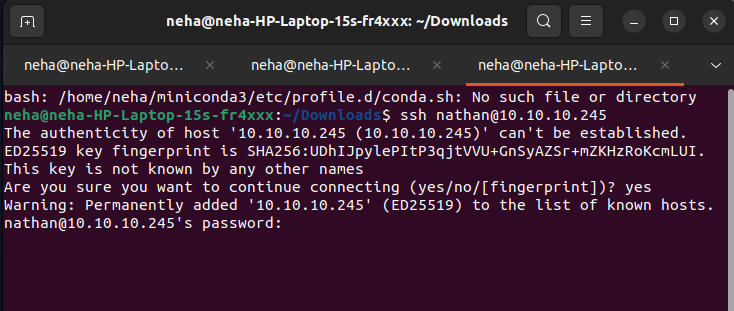 neha@neha-HP-Laptop-15s-fr4xxx: ~/Downloads
neha@neha-HP-Lapto...
neha@neha-HP-Lapto...
neha@neha-HP-Lapto...
bash: /home/neha/miniconda3/etc/profile.d/conda.sh: No such file or directory
neha@neha-HP-Laptop-15s-fr4xxx:~/Downloads$ ssh nathan@10.10.10.245
The authenticity of host '10.10.10.245 (10.10.10.245)' can't be established.
ED25519 key fingerprint is SHA256:UDhIJpylePItP3qjtVVU+GnSyAZSr+mZKHzRoKcmLUI.
This key is not known by any other names
Are you sure you want to continue connecting (yes/no/[fingerprint])? yes
Warning: Permanently added '10.10.10.245' (ED25519) to the list of known hosts.
nathan@10.10.10.245's password: